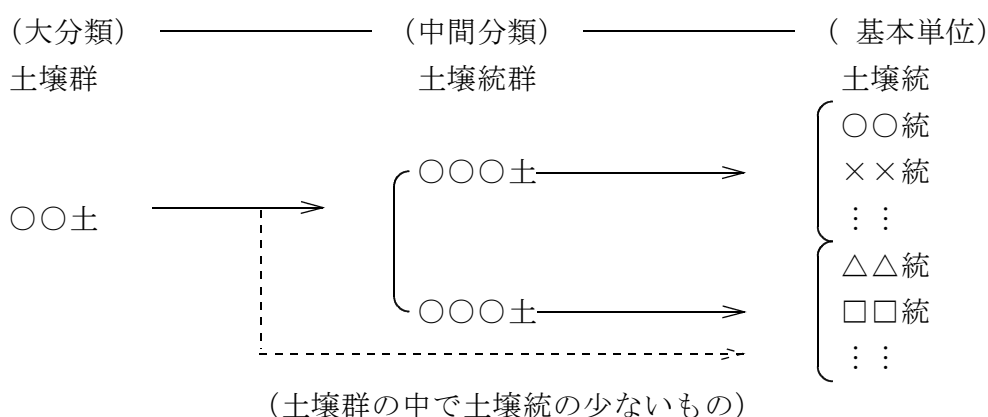 （大分類） （中間分類） （ 基本単位）
土壌群 土壌統群 土壌統
○○統
○○○土 ××統
○○土 ⋮ ⋮
△△統
○○○土 □□統
⋮ ⋮
（土壌群の中で土壌統の少ないもの）